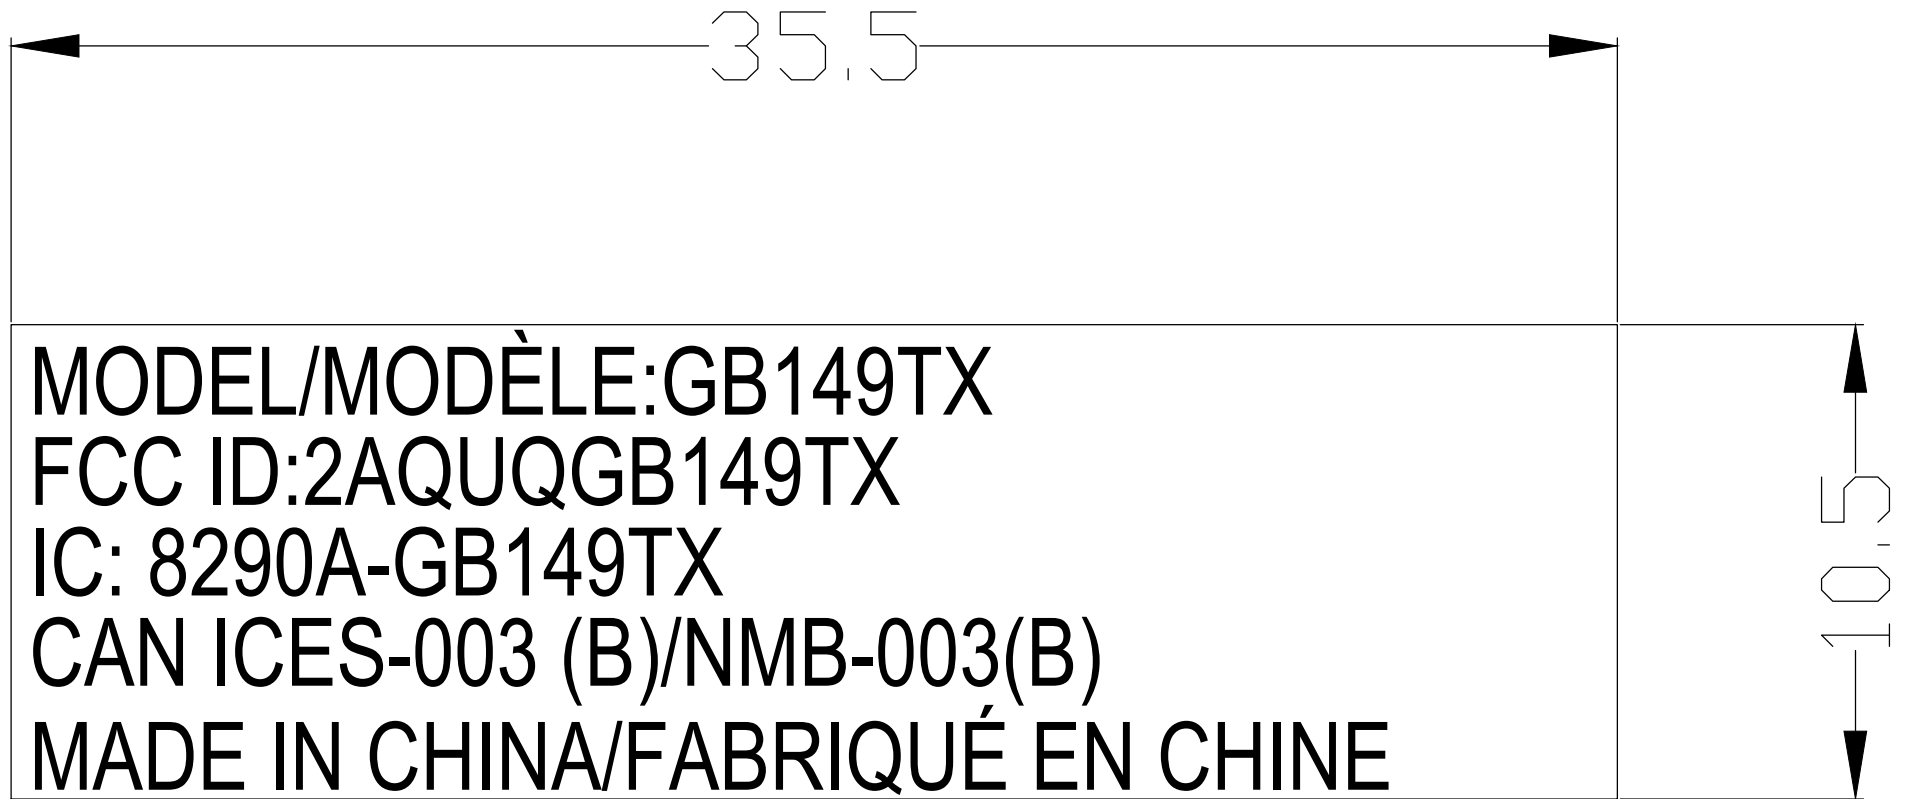 35.5
MODEL/MODÈLE:GB149TX
FCC ID:2AQUQGB149TX
IC: 8290A-GB149TX
CAN ICES-003 (B)/NMB-003(B)
MADE IN CHINA/FABRIQUÉ EN CHINE
10.5